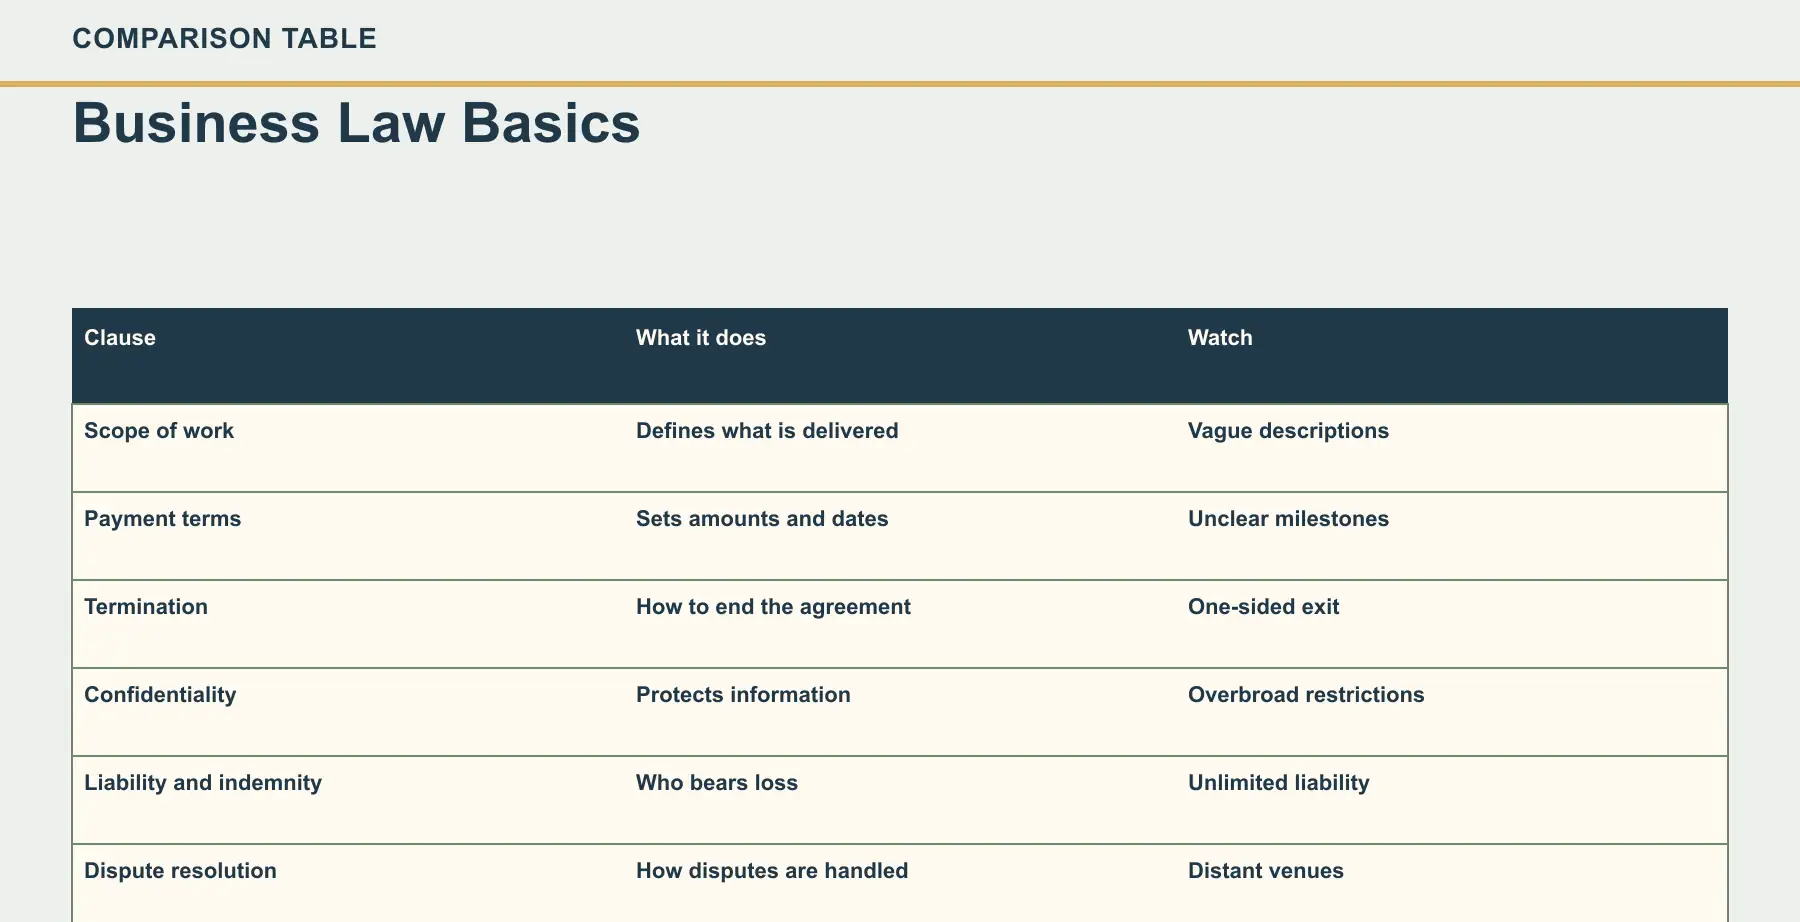 COMPARISON TABLE
Business Law Basics
Clause What it does Watch
Scope of work Defines what is delivered Vague descriptions
Payment terms Sets amounts and dates Unclear milestones
Termination How to end the agreement One-sided exit
Confidentiality Protects information Overbroad restrictions
Liability and indemnity Who bears loss Unlimited liability
Dispute resolution How disputes are handled Distant venues